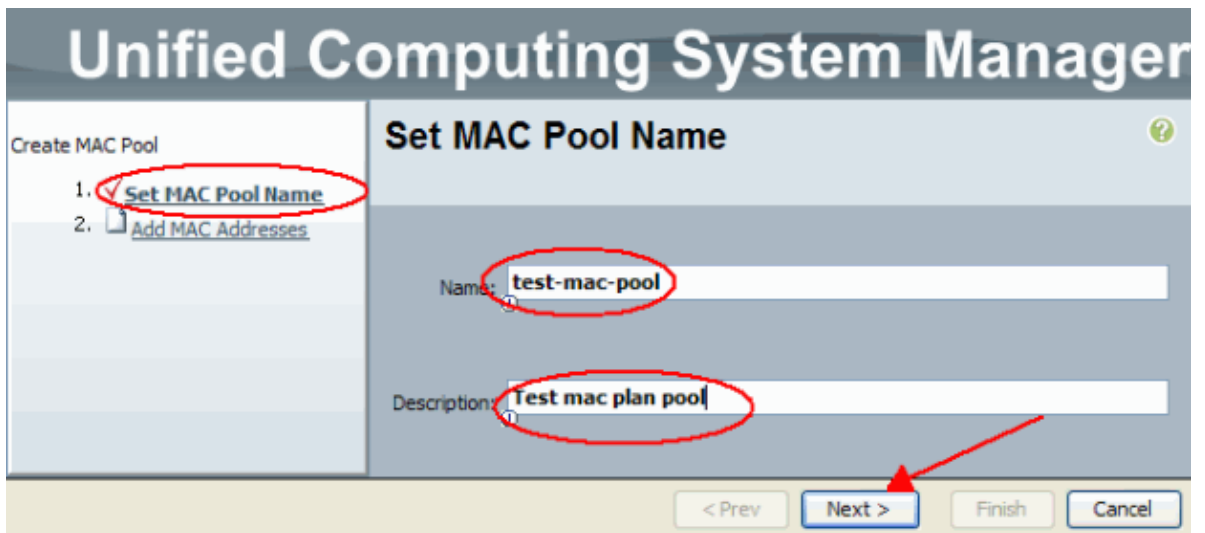 Unified Computing System Manager
Create MAC Pool
1. Set MAC Pool Name
2. Add MAC Addresses
Set MAC Pool Name
?
Name: test-mac-pool
Description: Test mac plan pool
< Prev
Next >
Finish
Cancel